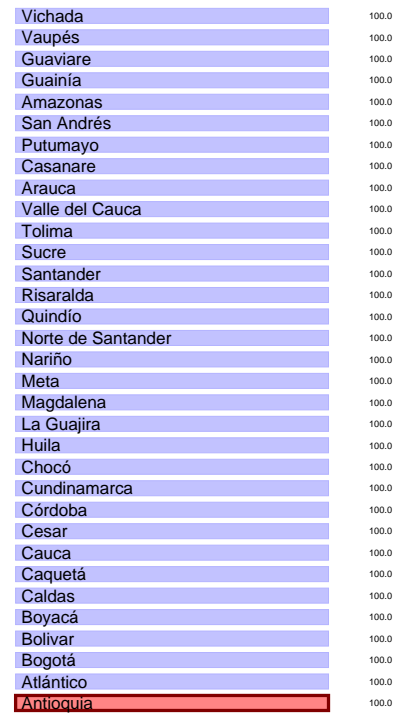 Vichada 100.0
Vaupés 100.0
Guaviare 100.0
Guainía 100.0
Amazonas 100.0
San Andrés 100.0
Putumayo 100.0
Casanare 100.0
Arauca 100.0
Valle del Cauca 100.0
Tolima 100.0
Sucre 100.0
Santander 100.0
Risaralda 100.0
Quindío 100.0
Norte de Santander 100.0
Nariño 100.0
Meta 100.0
Magdalena 100.0
La Guajira 100.0
Huila 100.0
Chocó 100.0
Cundinamarca 100.0
Córdoba 100.0
Cesar 100.0
Cauca 100.0
Caquetá 100.0
Caldas 100.0
Boyacá 100.0
Bolivar 100.0
Bogotá 100.0
Atlántico 100.0
Antioquia 100.0